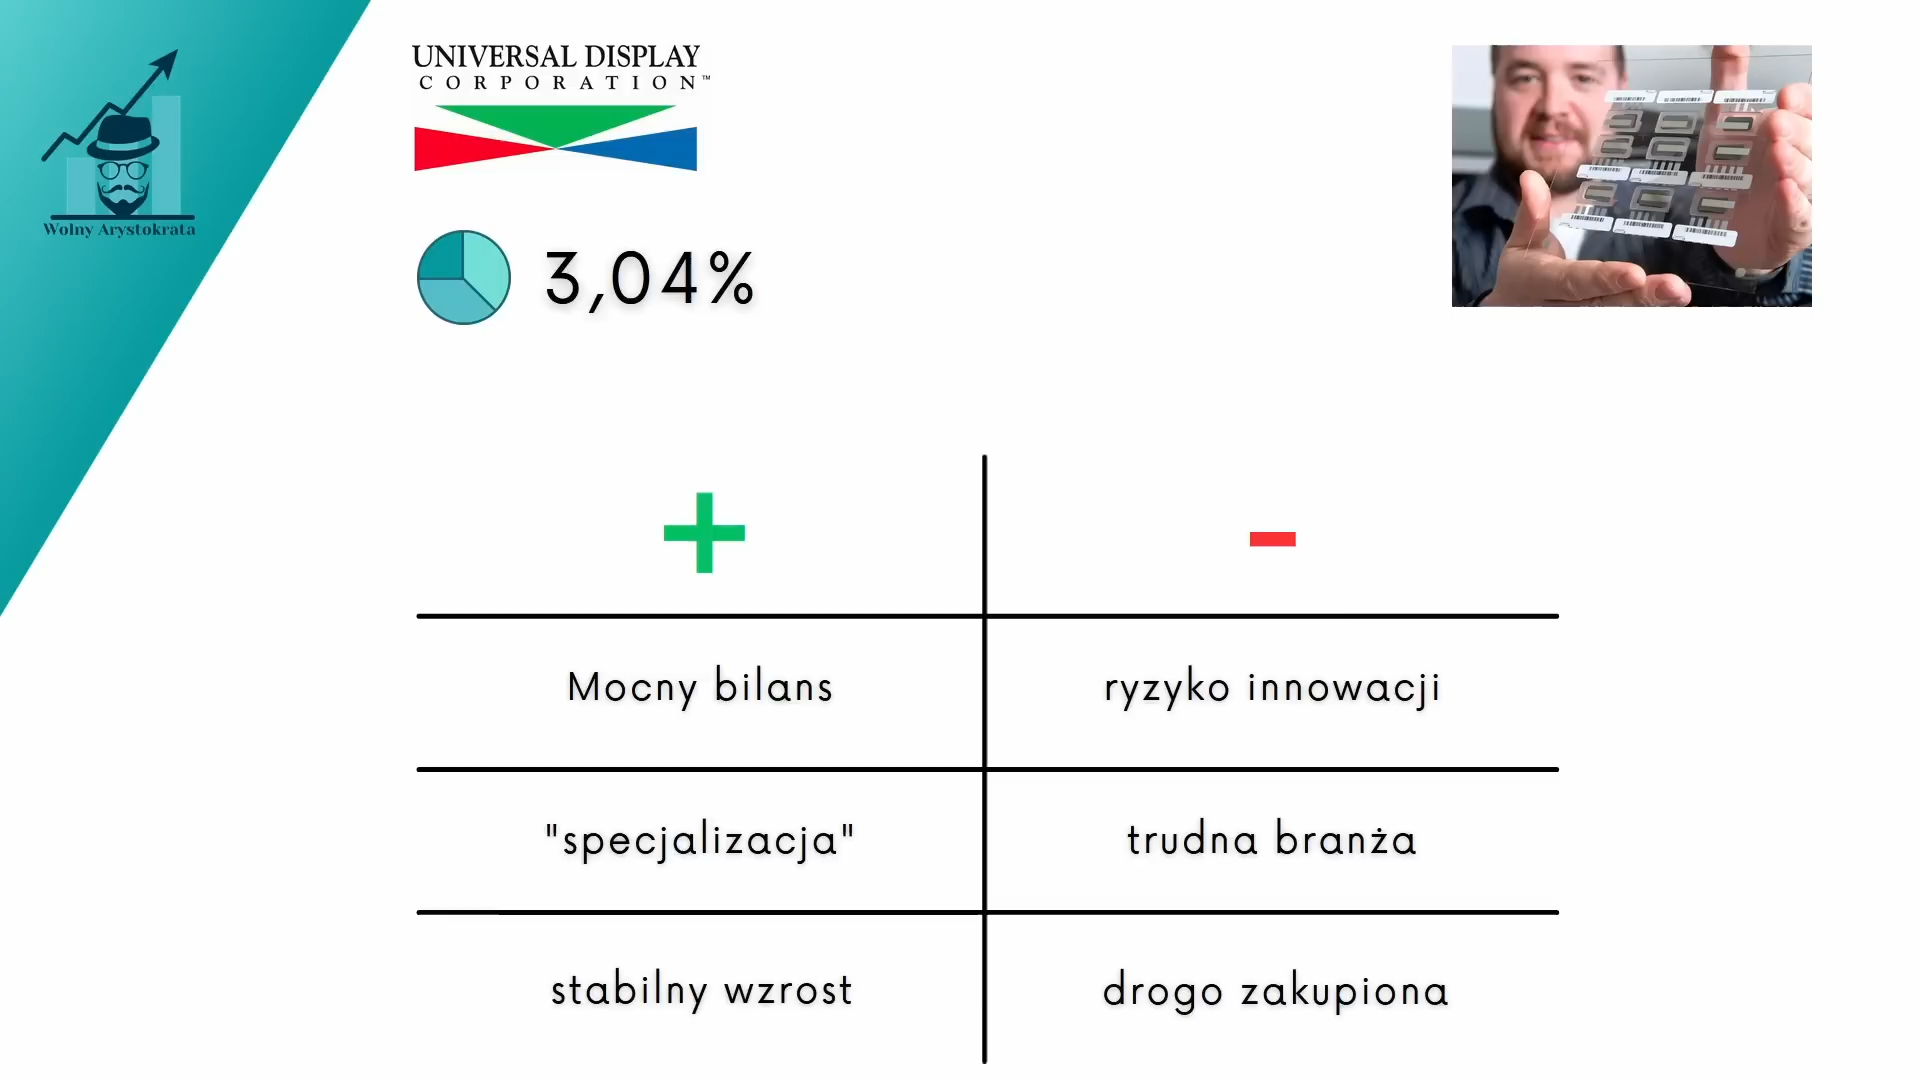 UNIVERSAL DISPLAY
CORPORATION™
Wolny Arystokrata
3,04%
+
-
Mocny bilans
ryzyko innowacji
"specjalizacja"
trudna branża
stabilny wzrost
drogo zakupiona